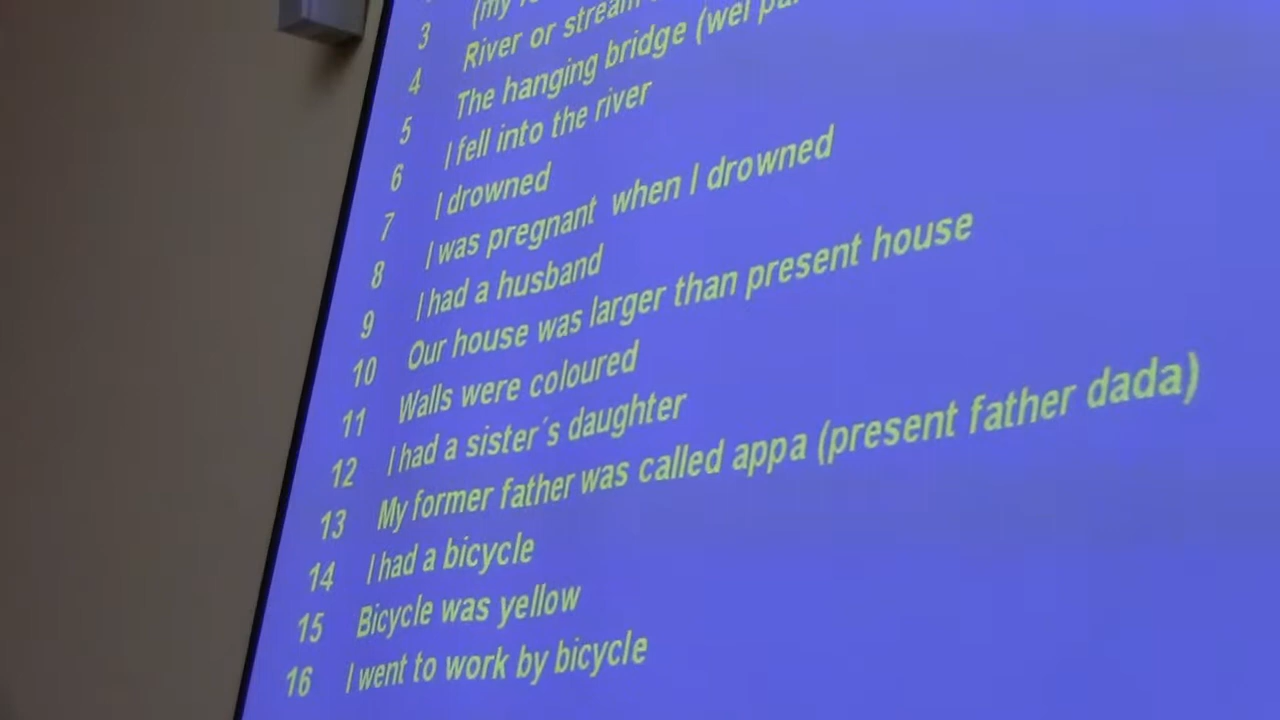 3 (my
4 River or stream
5 The hanging bridge (wel
6 I fell into the river
7 I drowned
8 I was pregnant when I drowned
9 I had a husband
10 Our house was larger than present house
11 Walls were coloured
12 I had a sister´s daughter
13 My former father was called appa (present father dada)
14 I had a bicycle
15 Bicycle was yellow
16 I went to work by bicycle